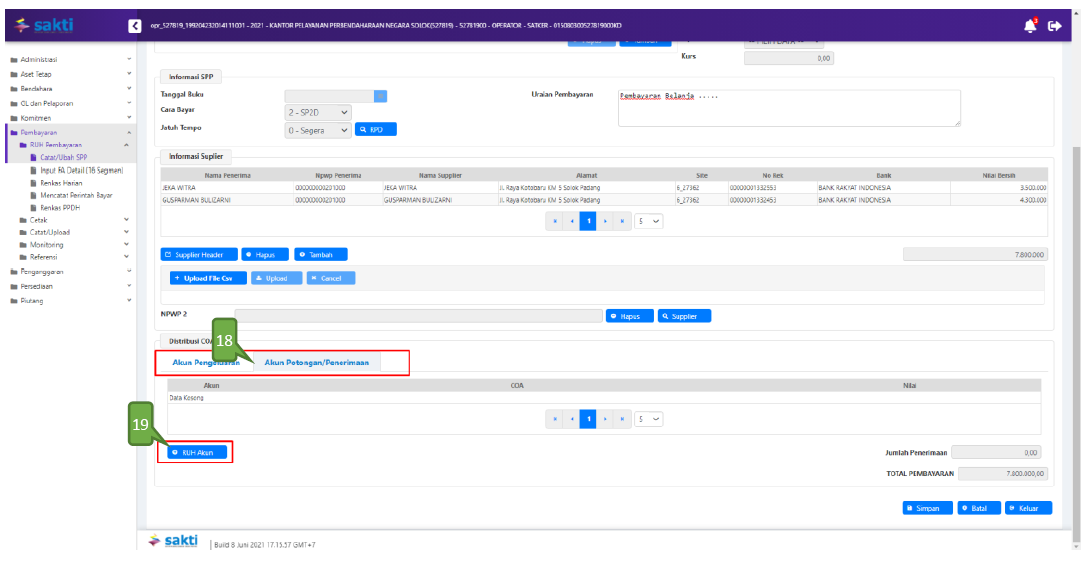 sakti
opr_527819_199204232014111001 - 2021 - KANTOR PELAYANAN PERBENDAHARAAN NEGARA SOLOK(527819) - 52781900 - OPERATOR - SATKER - 015080300527819000KD
Kurs 0,00
Administrasi
Aset Tetap
Bendahara
GL dan Pelaporan
Komitmen
Pembayaran
RUH Pembayaran
Catat/Ubah SPP
Input FA Detail (16 Segmen)
Renkas Harian
Mencatat Perintah Bayar
Renkas PPDH
Cetak
Catat/Upload
Monitoring
Referensi
Penganggaran
Persediaan
Piutang
Informasi SPP
Tanggal Buku
Uraian Pembayaran Pembayaran Belanja .....
Cara Bayar 2 - SP2D
Jatuh Tempo 0 - Segera RPD
Informasi Suplier
Nama Penerima Npwp Penerima Nama Supplier Alamat Site No Rek Bank Nilai Bersih
JEKA WITRA 000000000201000 JEKA WITRA Jl. Raya Kotobaru KM 5 Solok Padang 6_27362 BANK RAKYAT INDONESIA 3.500.000
GUSPARMAN BULIZARNI 000000000201000 GUSPARMAN BULIZARNI Jl. Raya Kotobaru KM 5 Solok Padang 6_27362 BANK RAKYAT INDONESIA 4.300.000
1 5
Supplier Header Hapus Tambah 7.800.000
+ Upload File Csv Upload Cancel
NPWP 2 Hapus Supplier
Distribusi COA
18
Akun Pengeluaran Akun Potongan/Penerimaan
Akun COA Nilai
Data Kosong
1 5
19
RUH Akun
Jumlah Penerimaan 0,00
TOTAL PEMBAYARAN 7.800.000,00
Simpan Batal Keluar
sakti Build 8 Juni 2021 17.15.57 GMT+7